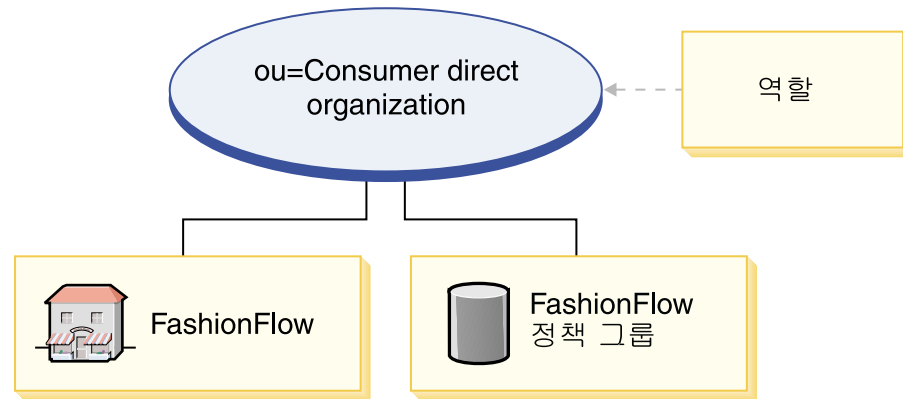 ou=Consumer direct
organization
역할
FashionFlow
FashionFlow
정책 그룹